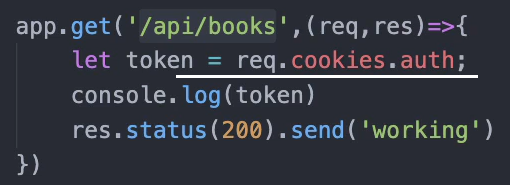 app.get('/api/books',(req,res)=>{
let token = req.cookies.auth;
console.log(token)
res.status(200).send('working')
})